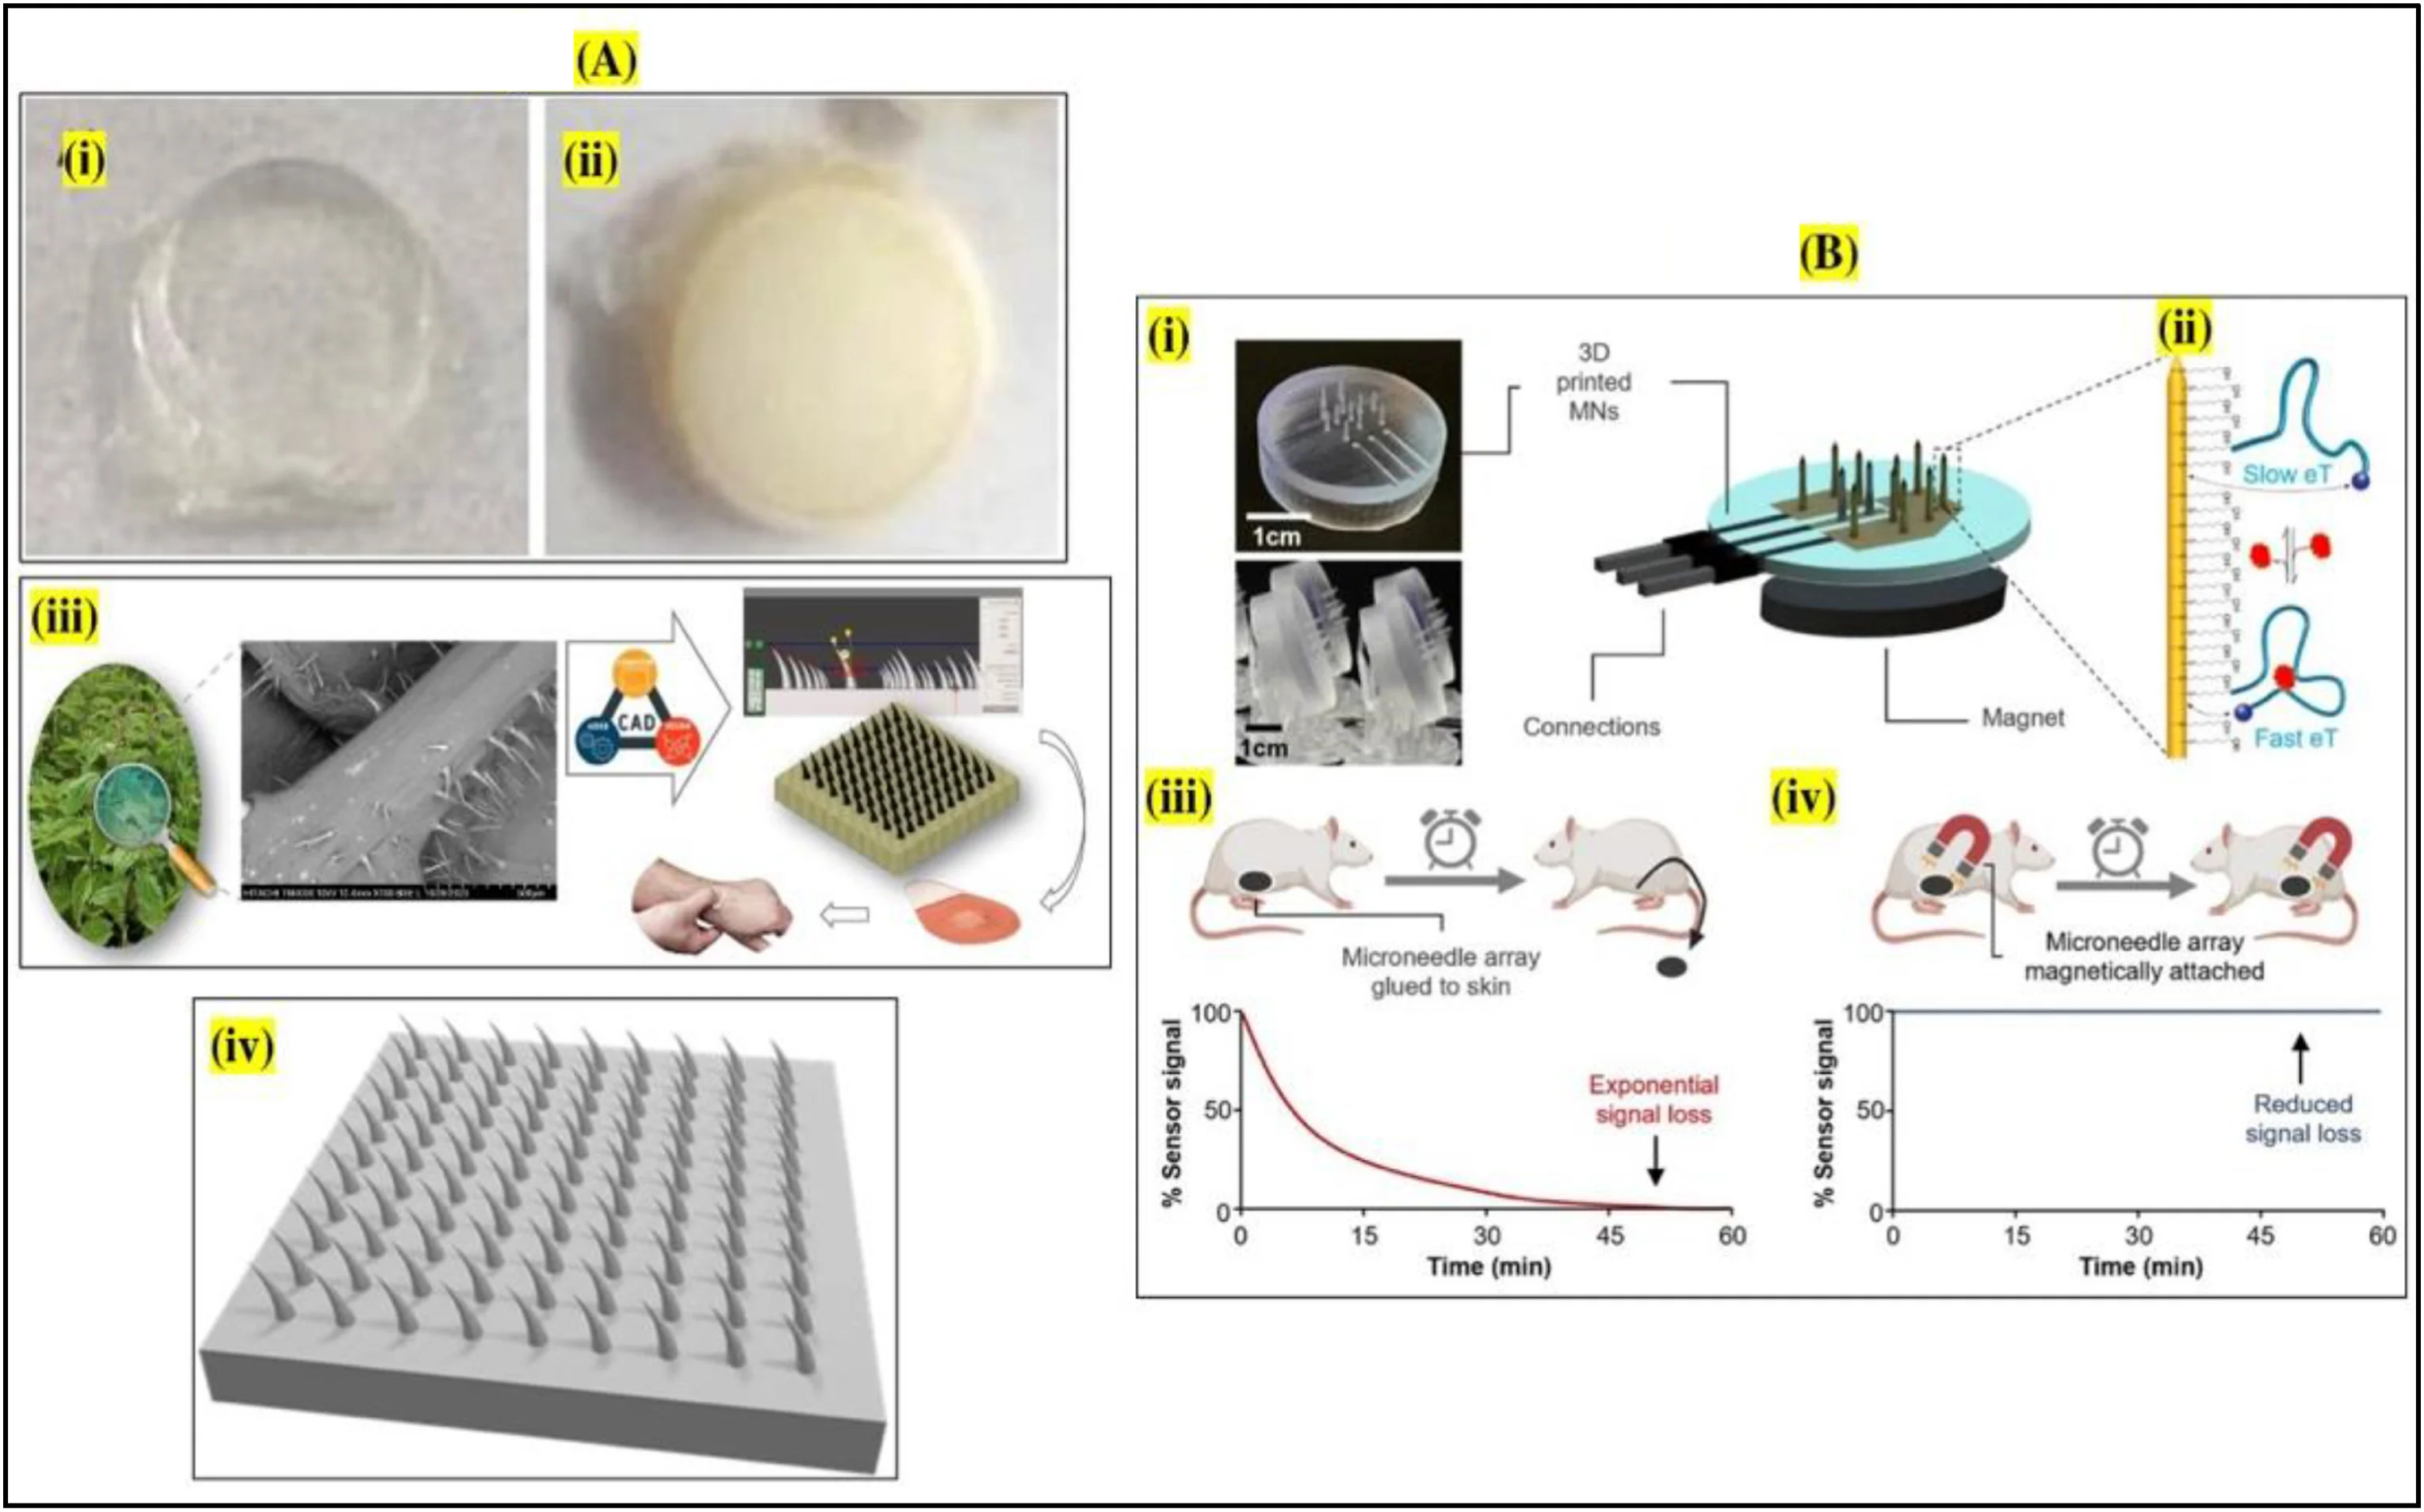 (A)
(i)
(ii)
(iii)
CAD
(iv)
(B)
(i)
1cm
1cm
3D
printed
MNs
Connections
Magnet
(ii)
Slow eT
Fast eT
(iii)
Microneedle array
glued to skin
100
50
0
% Sensor signal
Exponential
signal loss
0 15 30 45 60
Time (min)
(iv)
Microneedle array
magnetically attached
100
50
0
% Sensor signal
Reduced
signal loss
0 15 30 45 60
Time (min)